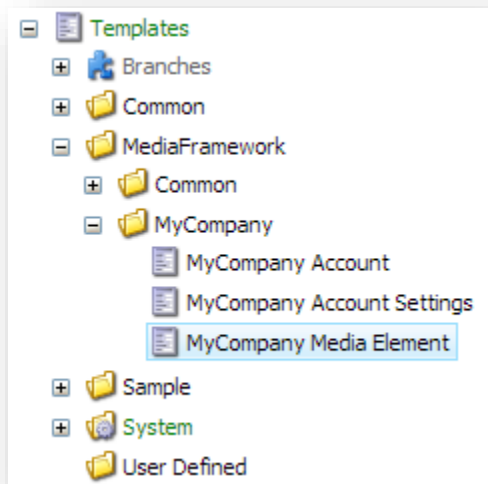 Templates
Branches
Common
MediaFramework
Common
MyCompany
MyCompany Account
MyCompany Account Settings
MyCompany Media Element
Sample
System
User Defined